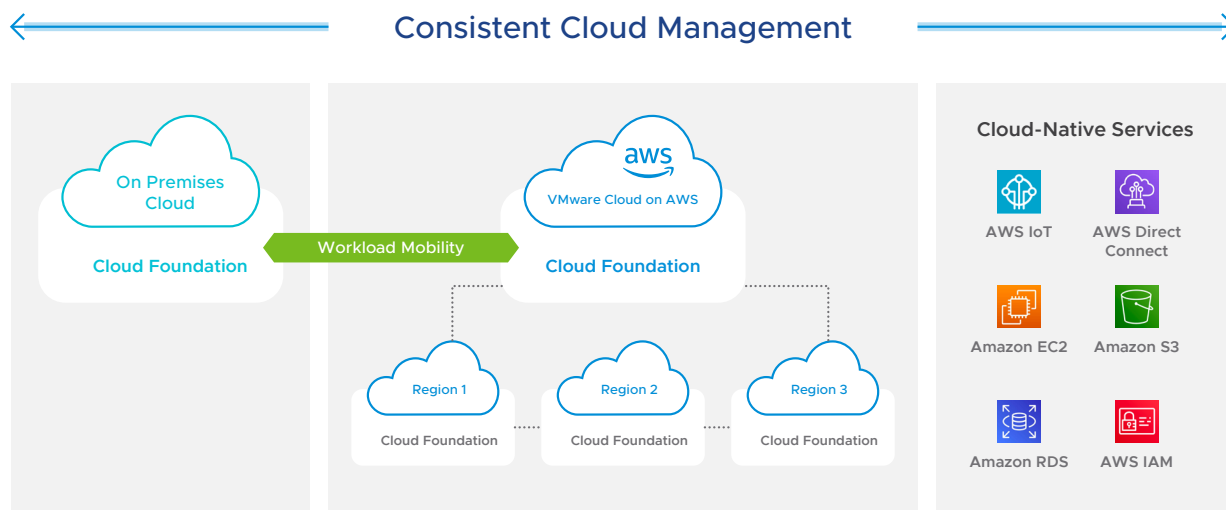 Consistent Cloud Management
On Premises
Cloud
Cloud Foundation
Workload Mobility
aws
VMware Cloud on AWS
Cloud Foundation
Region 1
Cloud Foundation
Region 2
Cloud Foundation
Region 3
Cloud Foundation
Cloud-Native Services
AWS IoT
AWS Direct
Connect
Amazon EC2
Amazon S3
Amazon RDS
AWS IAM